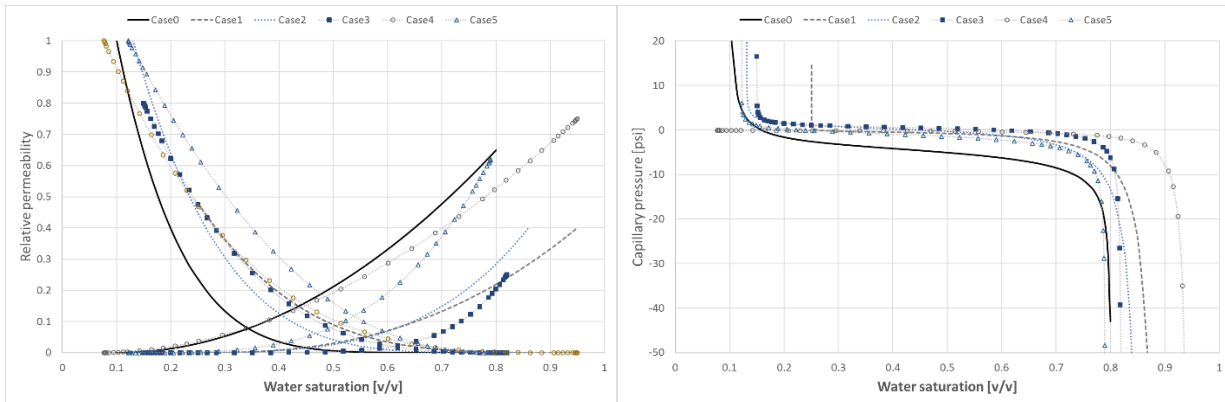 Case0 Case1 Case2 Case3 Case4 Case5
1
0.9
0.8
0.7
0.6
0.5
0.4
0.3
0.2
0.1
0
Relative permeability
0 0.1 0.2 0.3 0.4 0.5 0.6 0.7 0.8 0.9 1
Water saturation [v/v]
Case0 Case1 Case2 Case3 Case4 Case5
20
10
0
-10
-20
-30
-40
-50
Capillary pressure [psi]
0 0.1 0.2 0.3 0.4 0.5 0.6 0.7 0.8 0.9 1
Water saturation [v/v]